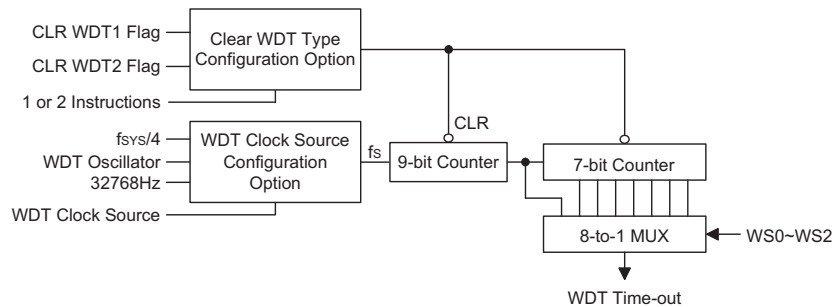 CLR WDT1 Flag
CLR WDT2 Flag
1 or 2 Instructions
Clear WDT Type
Configuration Option
fSYS/4
WDT Oscillator
32768Hz
WDT Clock Source
WDT Clock Source
Configuration
Option
fS
CLR
9-bit Counter
7-bit Counter
8-to-1 MUX
WS0~WS2
WDT Time-out